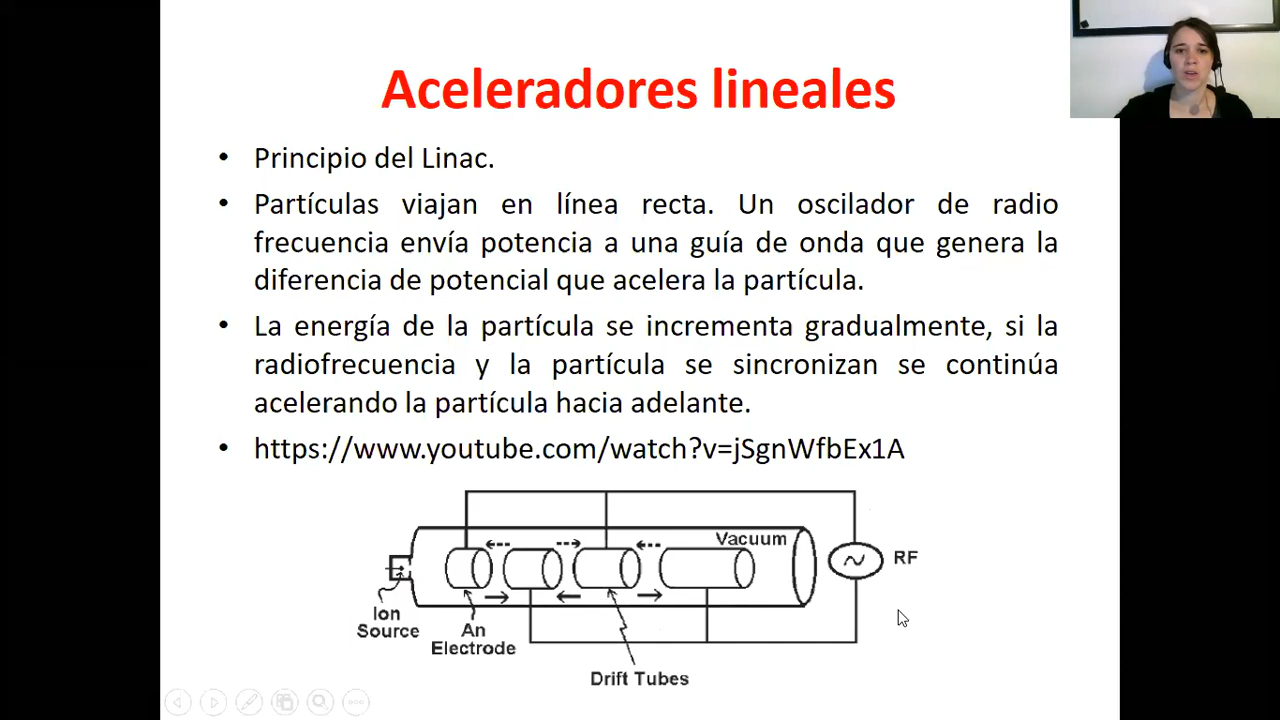 Aceleradores lineales
• Principio del Linac.
• Partículas viajan en línea recta. Un oscilador de radio
frecuencia envía potencia a una guía de onda que genera la
diferencia de potencial que acelera la partícula.
• La energía de la partícula se incrementa gradualmente, si la
radiofrecuencia y la partícula se sincronizan se continúa
acelerando la partícula hacia adelante.
• https://www.youtube.com/watch?v=jSgnWfbEx1A
Vacuum
RF
Ion
Source
An
Electrode
Drift Tubes